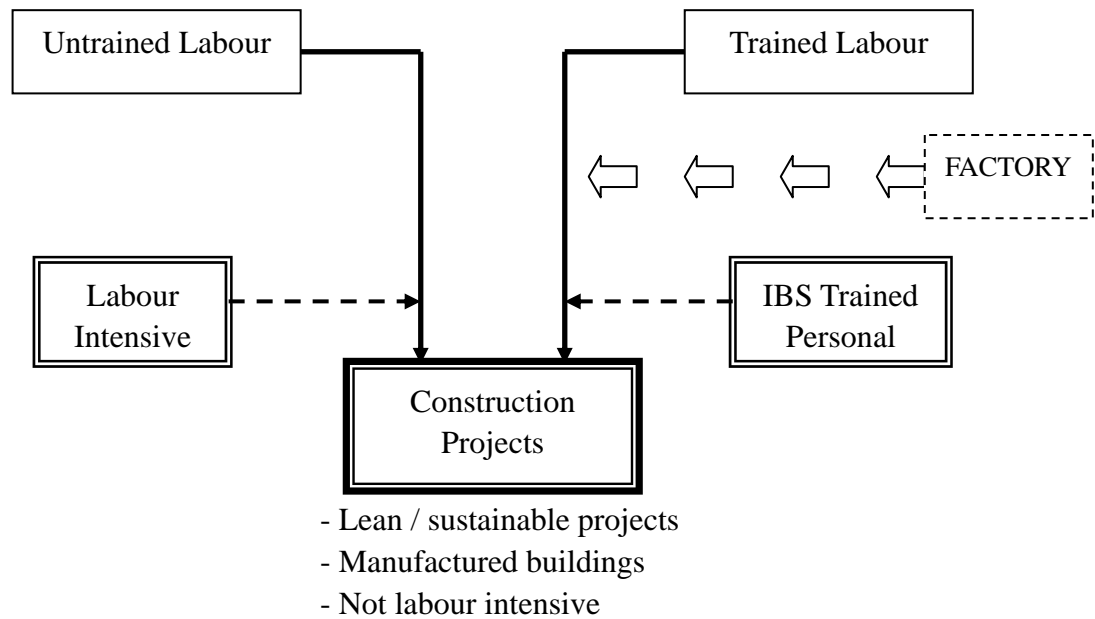 Untrained Labour
Trained Labour
FACTORY
Labour
Intensive
IBS Trained
Personal
Construction
Projects
- Lean / sustainable projects
- Manufactured buildings
- Not labour intensive